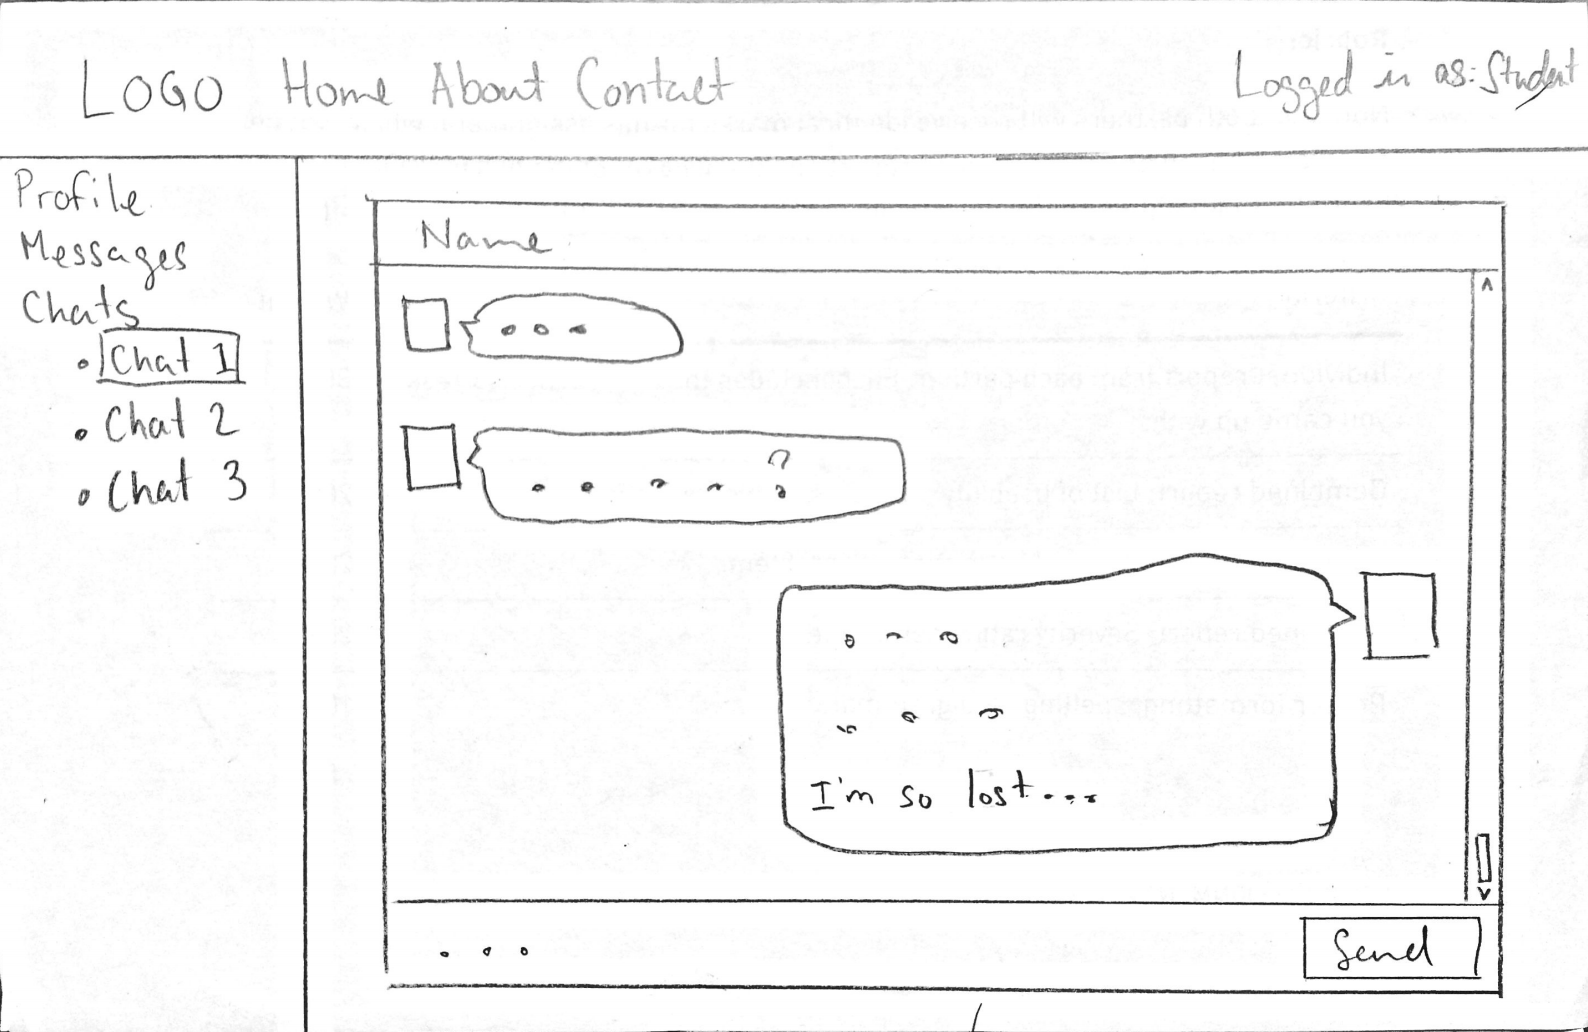 LOGO Home About Contact Logged in as: Student
Profile
Messages
Chats
• Chat 1
• Chat 2
• Chat 3
Name
...
....?
...
...
I'm so lost...
...
Send